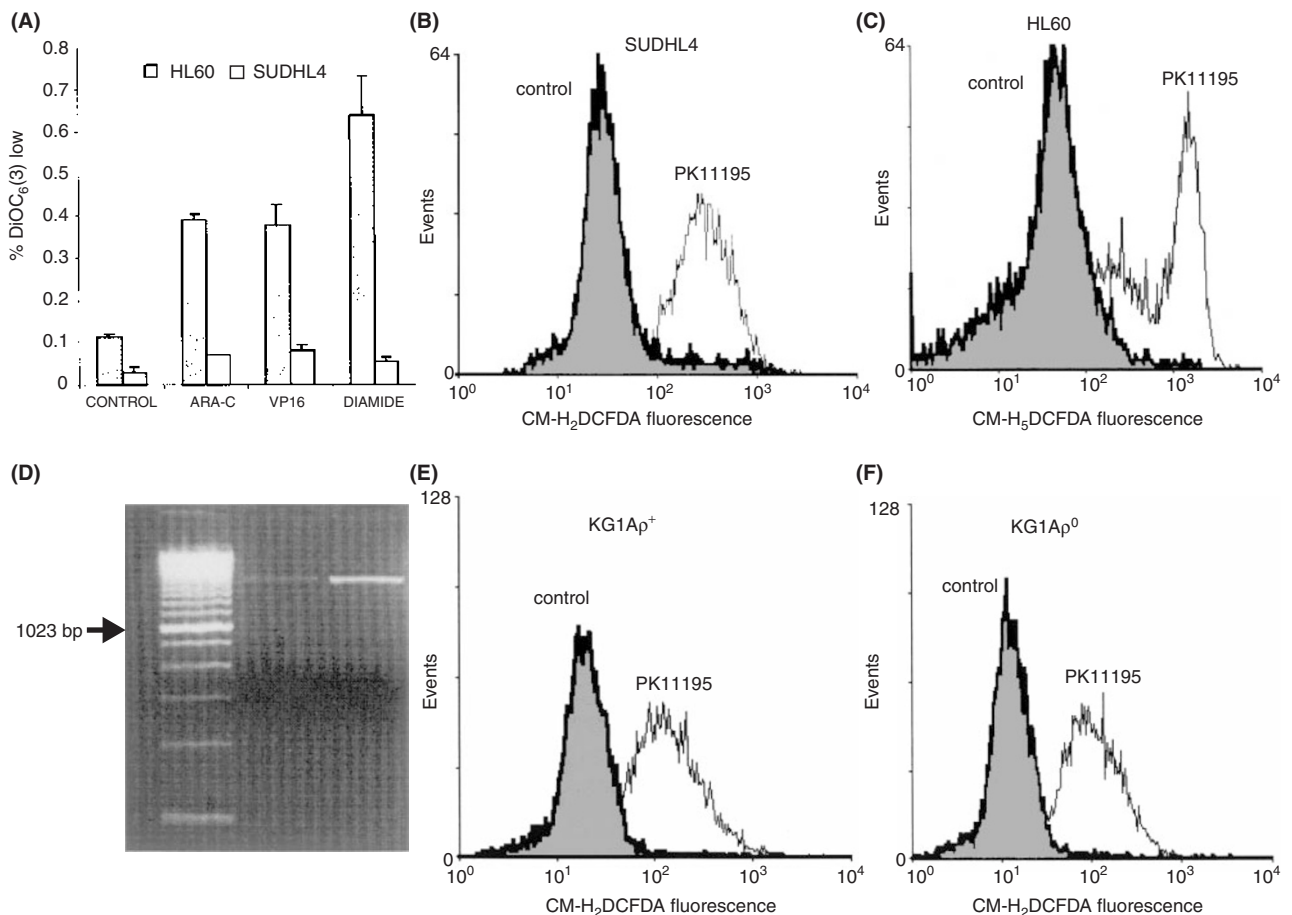 (A)
0.8
0.7
0.6
0.5
0.4
0.3
0.2
0.1
0
% DiOC6(3) low
HL60 SUDHL4
CONTROL ARA-C VP16 DIAMIDE
(B)
SUDHL4
64
control
PK11195
Events
0
10^0 10^1 10^2 10^3 10^4
CM-H2DCFDA fluorescence
(C)
HL60
64
control
PK11195
Events
0
10^0 10^1 10^2 10^3 10^4
CM-H5DCFDA fluorescence
(D)
1023 bp
(E)
128
KG1Aρ+
control
PK11195
Events
0
10^0 10^1 10^2 10^3 10^4
CM-H2DCFDA fluorescence
(F)
128
KG1Aρ0
control
PK11195
Events
0
10^0 10^1 10^2 10^3 10^4
CM-H2DCFDA fluorescence